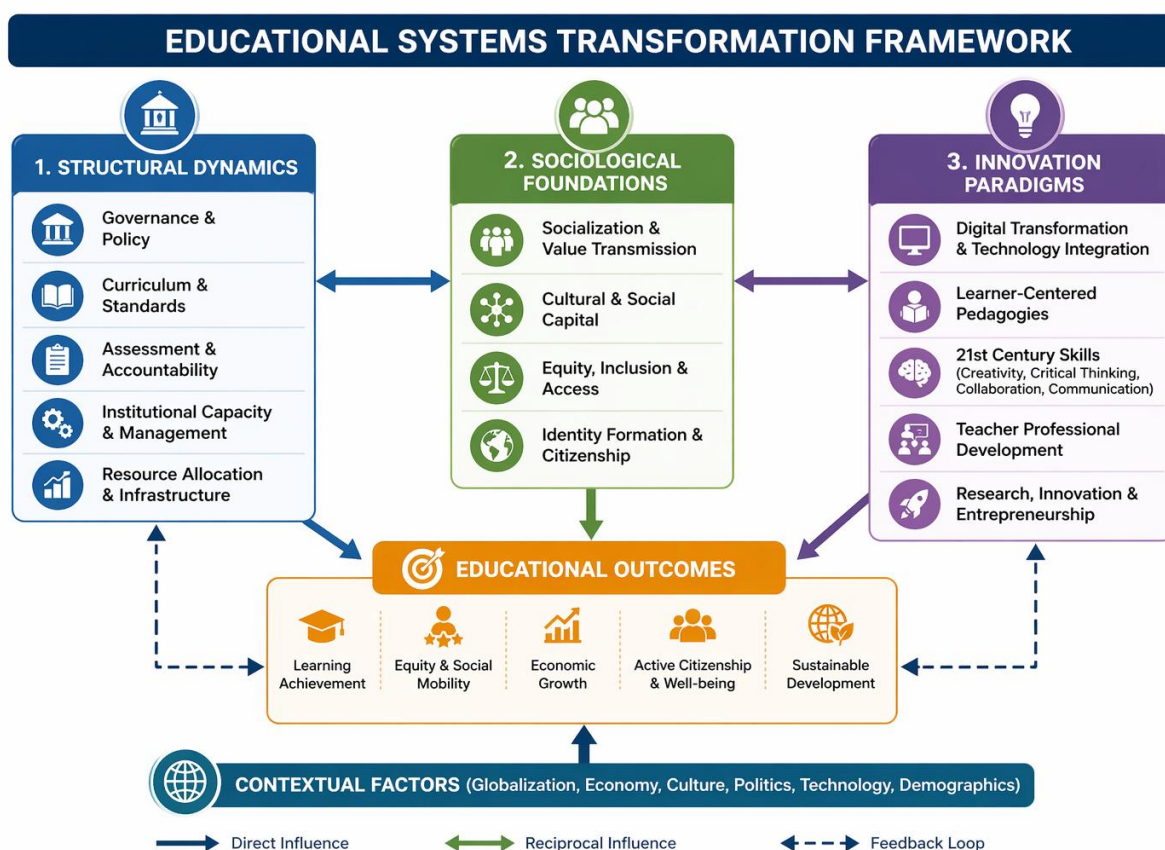 EDUCATIONAL SYSTEMS TRANSFORMATION FRAMEWORK
1. STRUCTURAL DYNAMICS
Governance &
Policy
Curriculum &
Standards
Assessment &
Accountability
Institutional Capacity
& Management
Resource Allocation
& Infrastructure
2. SOCIOLOGICAL
FOUNDATIONS
Socialization &
Value Transmission
Cultural & Social
Capital
Equity, Inclusion &
Access
Identity Formation &
Citizenship
3. INNOVATION
PARADIGMS
Digital Transformation
& Technology Integration
Learner-Centered
Pedagogies
21st Century Skills
(Creativity, Critical Thinking,
Collaboration, Communication)
Teacher Professional
Development
Research, Innovation &
Entrepreneurship
EDUCATIONAL OUTCOMES
Learning
Achievement
Equity & Social
Mobility
Economic
Growth
Active Citizenship
& Well-being
Sustainable
Development
CONTEXTUAL FACTORS (Globalization, Economy, Culture, Politics, Technology, Demographics)
Direct Influence
Reciprocal Influence
Feedback Loop